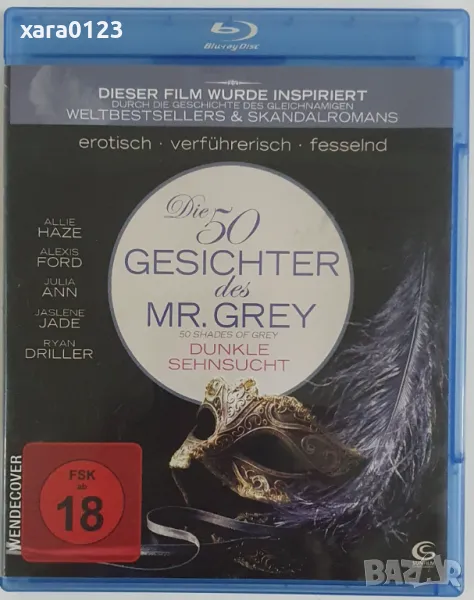 xara0123
Blu-ray Disc
DIESER FILM WURDE INSPIRIERT
DURCH DIE GESCHICHTE DES GLEICHNAMIGEN
WELTBESTSELLERS & SKANDALROMANS
erotisch · verführerisch · fesselnd
Die 50
GESICHTER
des
MR. GREY
50 SHADES OF GREY
DUNKLE
SEHNSUCHT
ALLIE
HAZE
ALEXIS
FORD
JULIA
ANN
JASLENE
JADE
RYAN
DRILLER
WENDECOVER
FSK
ab
18
BAZAR